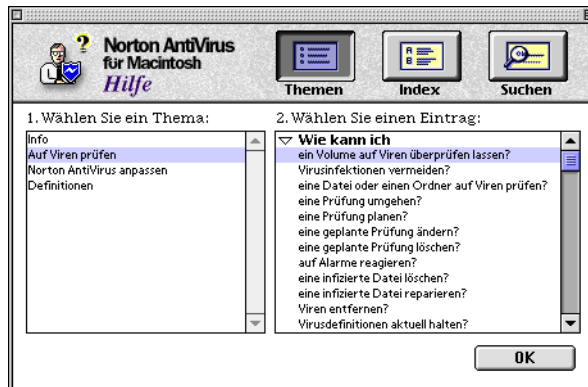 ?
Norton AntiVirus
für Macintosh
Hilfe
Themen
Index
Suchen
1. Wählen Sie ein Thema:
Info
Auf Viren prüfen
Norton AntiVirus anpassen
Definitionen
2. Wählen Sie einen Eintrag:
Wie kann ich
ein Volume auf Viren überprüfen lassen?
Virusinfektionen vermeiden?
eine Datei oder einen Ordner auf Viren prüfen?
eine Prüfung umgehen?
eine Prüfung planen?
eine geplante Prüfung ändern?
eine geplante Prüfung löschen?
auf Alarme reagieren?
eine infizierte Datei löschen?
eine infizierte Datei reparieren?
Viren entfernen?
Virusdefinitionen aktuell halten?
OK